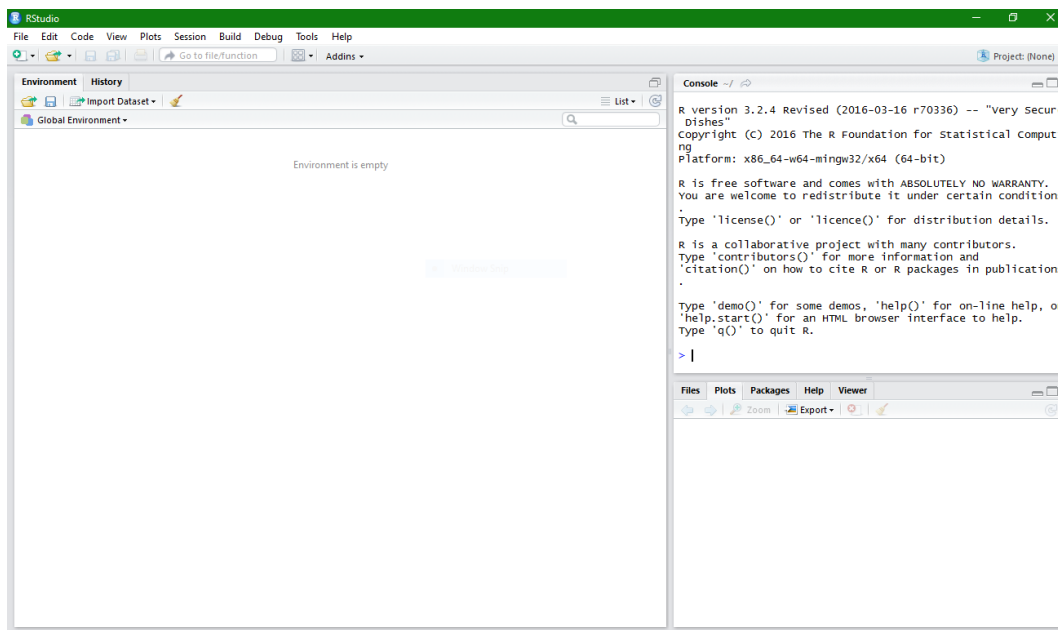 RStudio
File Edit Code View Plots Session Build Debug Tools Help
Go to file/function Addins Project: (None)
Environment History
Import Dataset List
Global Environment
Environment is empty
Window Snip
Console ~/
R version 3.2.4 Revised (2016-03-16 r70336) -- "Very Secur
Dishes"
Copyright (C) 2016 The R Foundation for Statistical Comput
ng
Platform: x86_64-w64-mingw32/x64 (64-bit)
R is free software and comes with ABSOLUTELY NO WARRANTY.
You are welcome to redistribute it under certain condition
.
Type 'license()' or 'licence()' for distribution details.
R is a collaborative project with many contributors.
Type 'contributors()' for more information and
'citation()' on how to cite R or R packages in publication
.
Type 'demo()' for some demos, 'help()' for on-line help, o
'help.start()' for an HTML browser interface to help.
Type 'q()' to quit R.
>
Files Plots Packages Help Viewer
Zoom Export